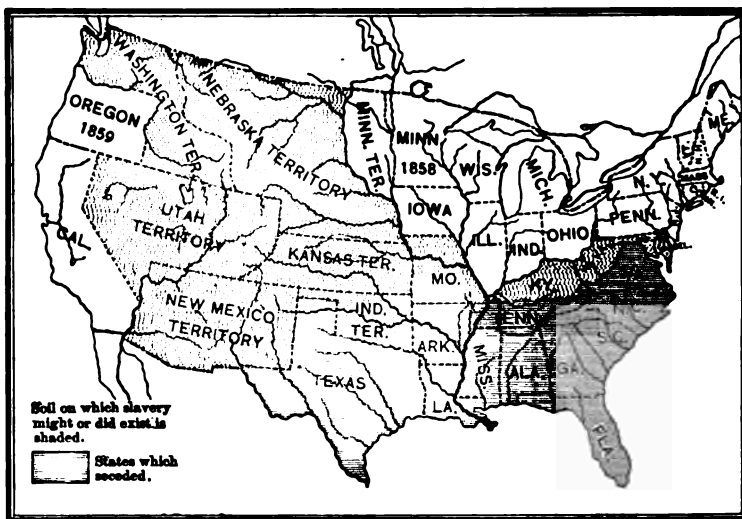 WASHINGTON TER.
NEBRASKA TERRITORY
MINN. TER.
OREGON
1859
MINN
1858
WIS.
MICH.
ME.
N.Y.
PENN.
IOWA
ILL.
IND.
OHIO
UTAH
TERRITORY
CAL.
KANSAS TER.
MO.
KY.
NEW MEXICO
TERRITORY
IND.
TER.
ARK.
TENN.
N.C.
S.C.
TEXAS
MISS.
ALA.
GA.
LA.
FLA.
Soil on which slavery
might or did exist is
shaded.
States which
seceded.